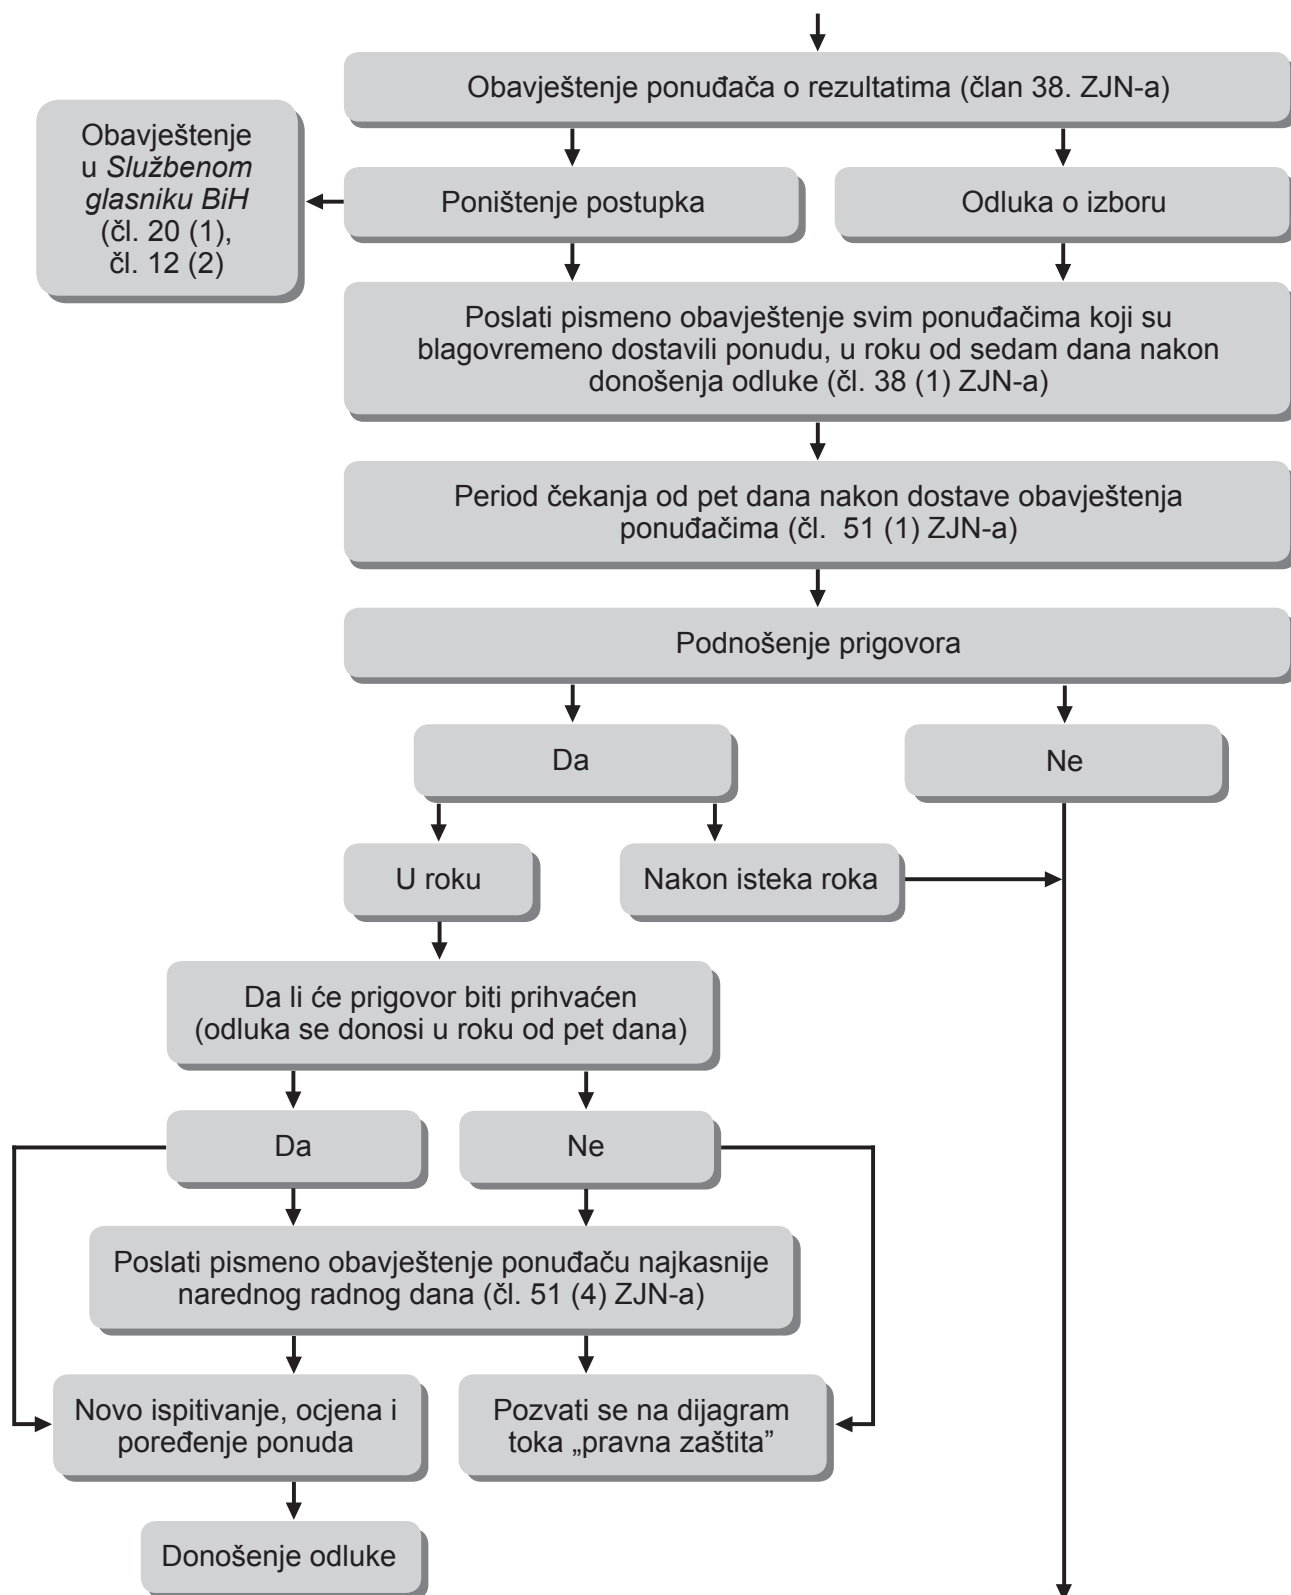 Obavještenje ponuđača o rezultatima (član 38. ZJN-a)
Obavještenje
u Službenom
glasniku BiH
(čl. 20 (1),
čl. 12 (2)
Poništenje postupka
Odluka o izboru
Poslati pismeno obavještenje svim ponuđačima koji su
blagovremeno dostavili ponudu, u roku od sedam dana nakon
donošenja odluke (čl. 38 (1) ZJN-a)
Period čekanja od pet dana nakon dostave obavještenja
ponuđačima (čl. 51 (1) ZJN-a)
Podnošenje prigovora
Da
Ne
U roku
Nakon isteka roka
Da li će prigovor biti prihvaćen
(odluka se donosi u roku od pet dana)
Da
Ne
Poslati pismeno obavještenje ponuđaču najkasnije
narednog radnog dana (čl. 51 (4) ZJN-a)
Novo ispitivanje, ocjena i
poređenje ponuda
Pozvati se na dijagram
toka „pravna zaštita”
Donošenje odluke